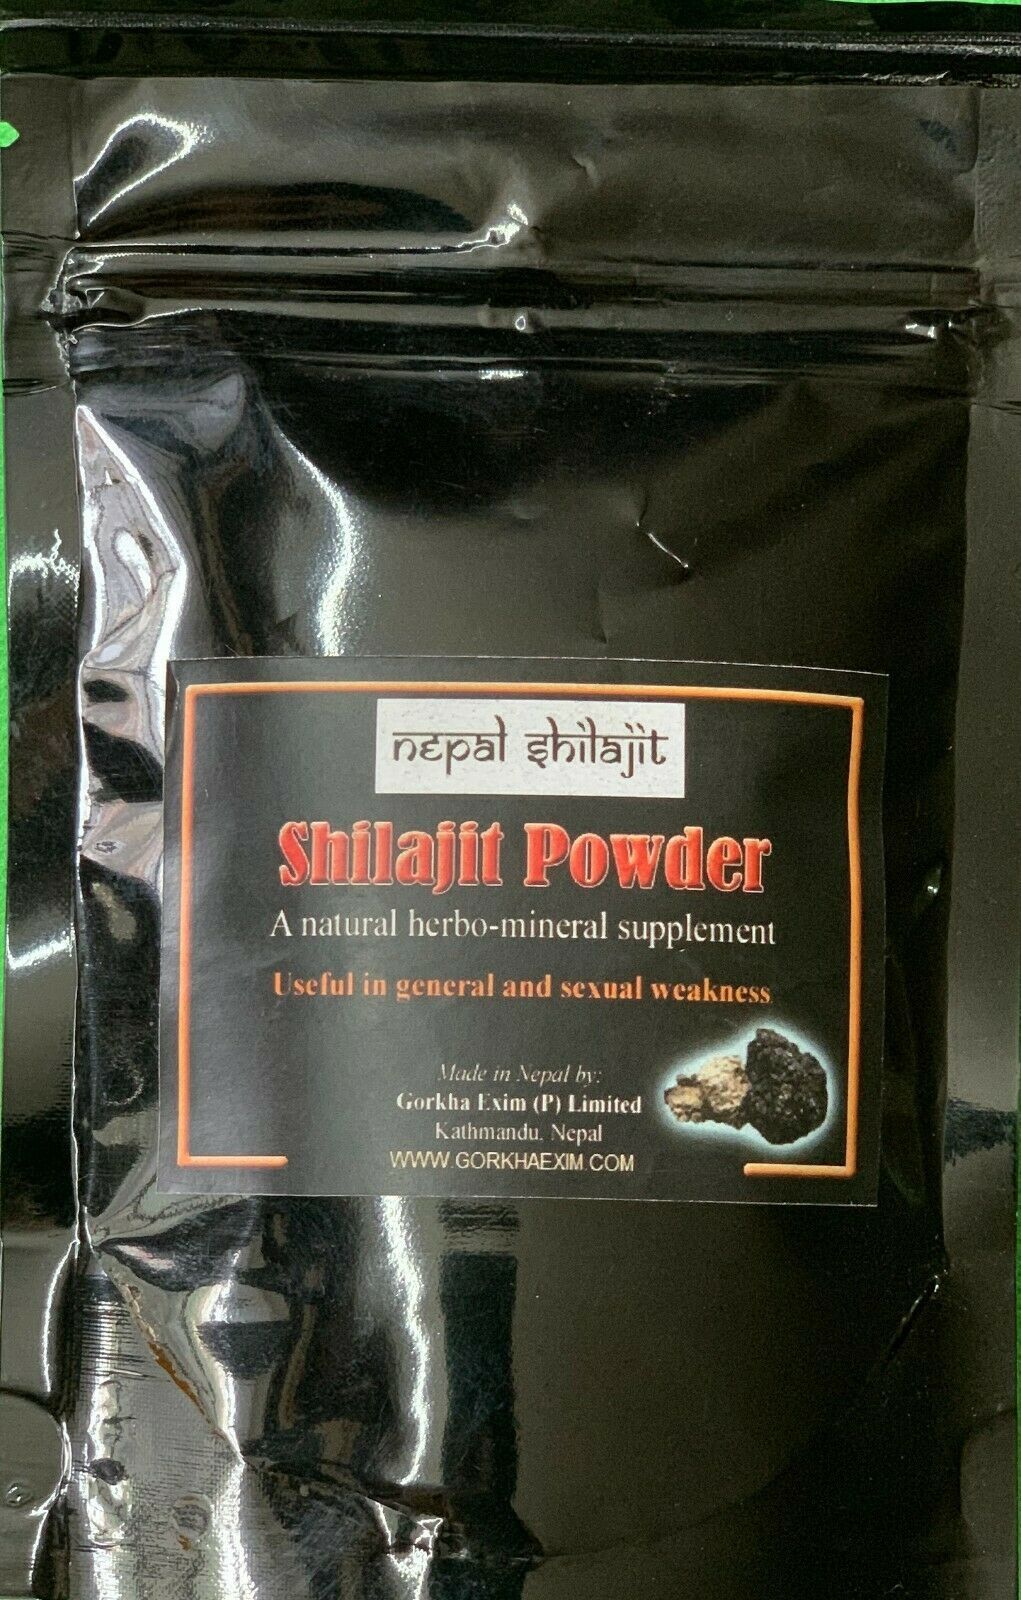 nepal shilajit
Shilajit Powder
A natural herbo-mineral supplement
Useful in general and sexual weakness
Made in Nepal by:
Gorkha Exim (P) Limited
Kathmandu. Nepal
WWW.GORKHAEXIM.COM